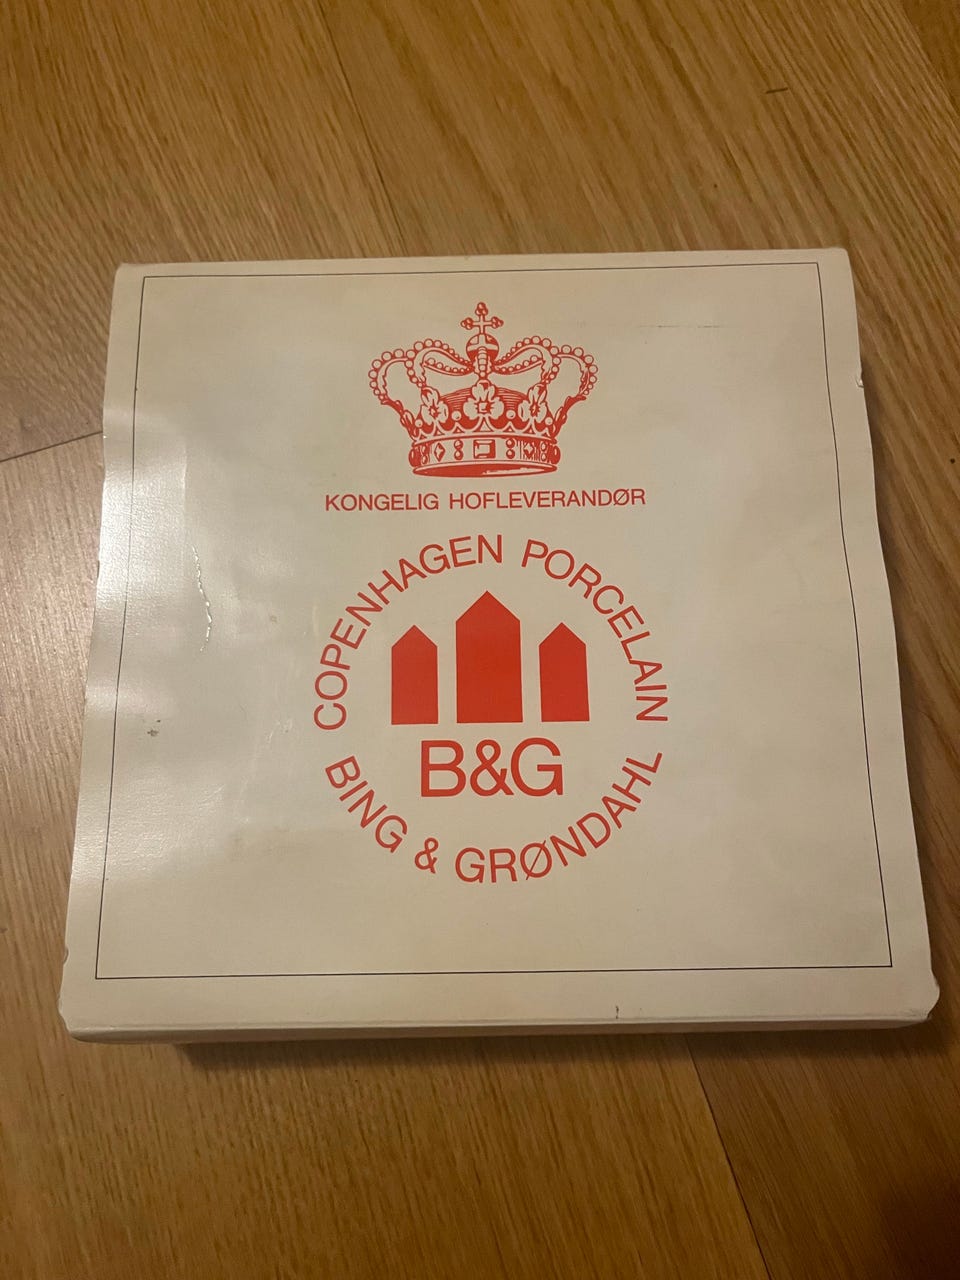 KONGELIG HOFLEVERANDØR
COPENHAGEN PORCELAIN
B&G
BING & GRØNDAHL